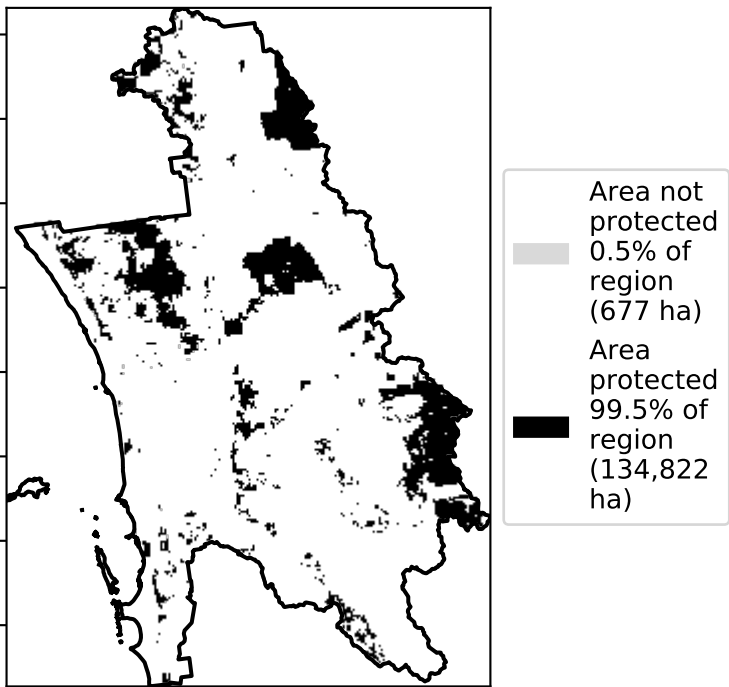 Area not
protected
0.5% of
region
(677 ha)
Area
protected
99.5% of
region
(134,822
ha)